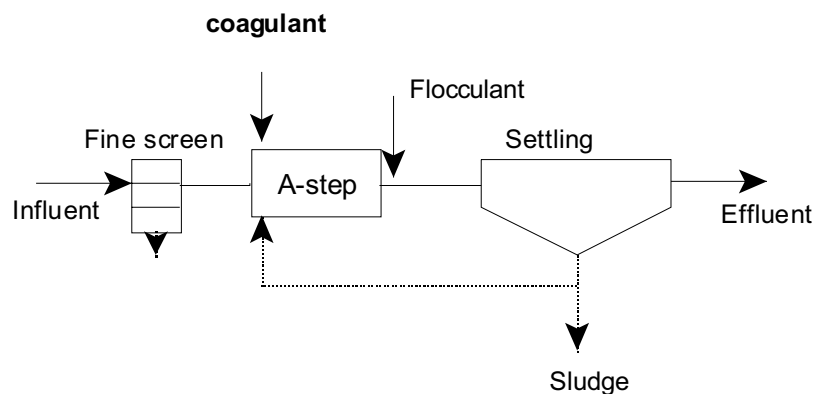 coagulant
Flocculant
Fine screen
Settling
A-step
Influent
Effluent
Sludge